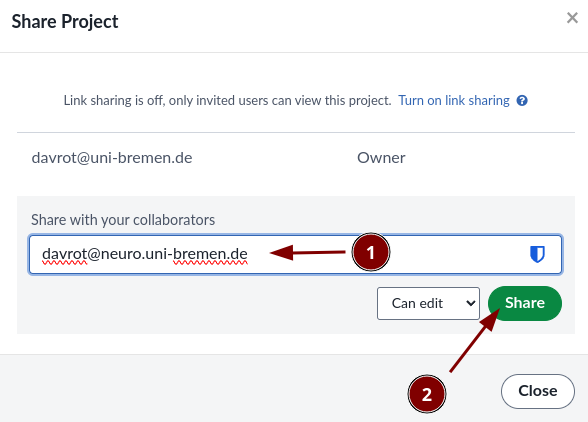 Share Project
×
Link sharing is off, only invited users can view this project. Turn on link sharing ?
davrot@uni-bremen.de Owner
Share with your collaborators
davrot@neuro.uni-bremen.de 1
Can edit Share
2
Close